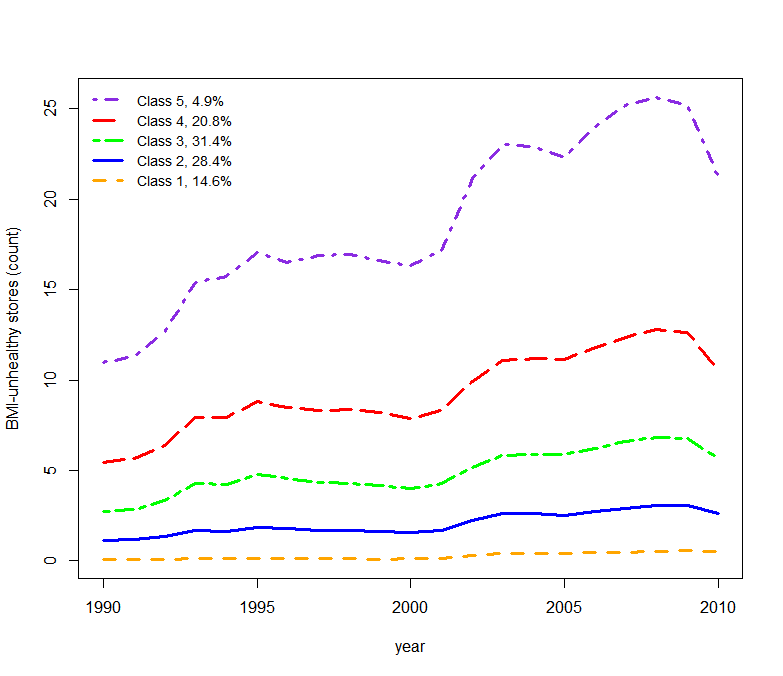 Class 5, 4.9%
Class 4, 20.8%
Class 3, 31.4%
Class 2, 28.4%
Class 1, 14.6%
BMI-unhealthy stores (count)
25
20
15
10
5
0
1990 1995 2000 2005 2010
year